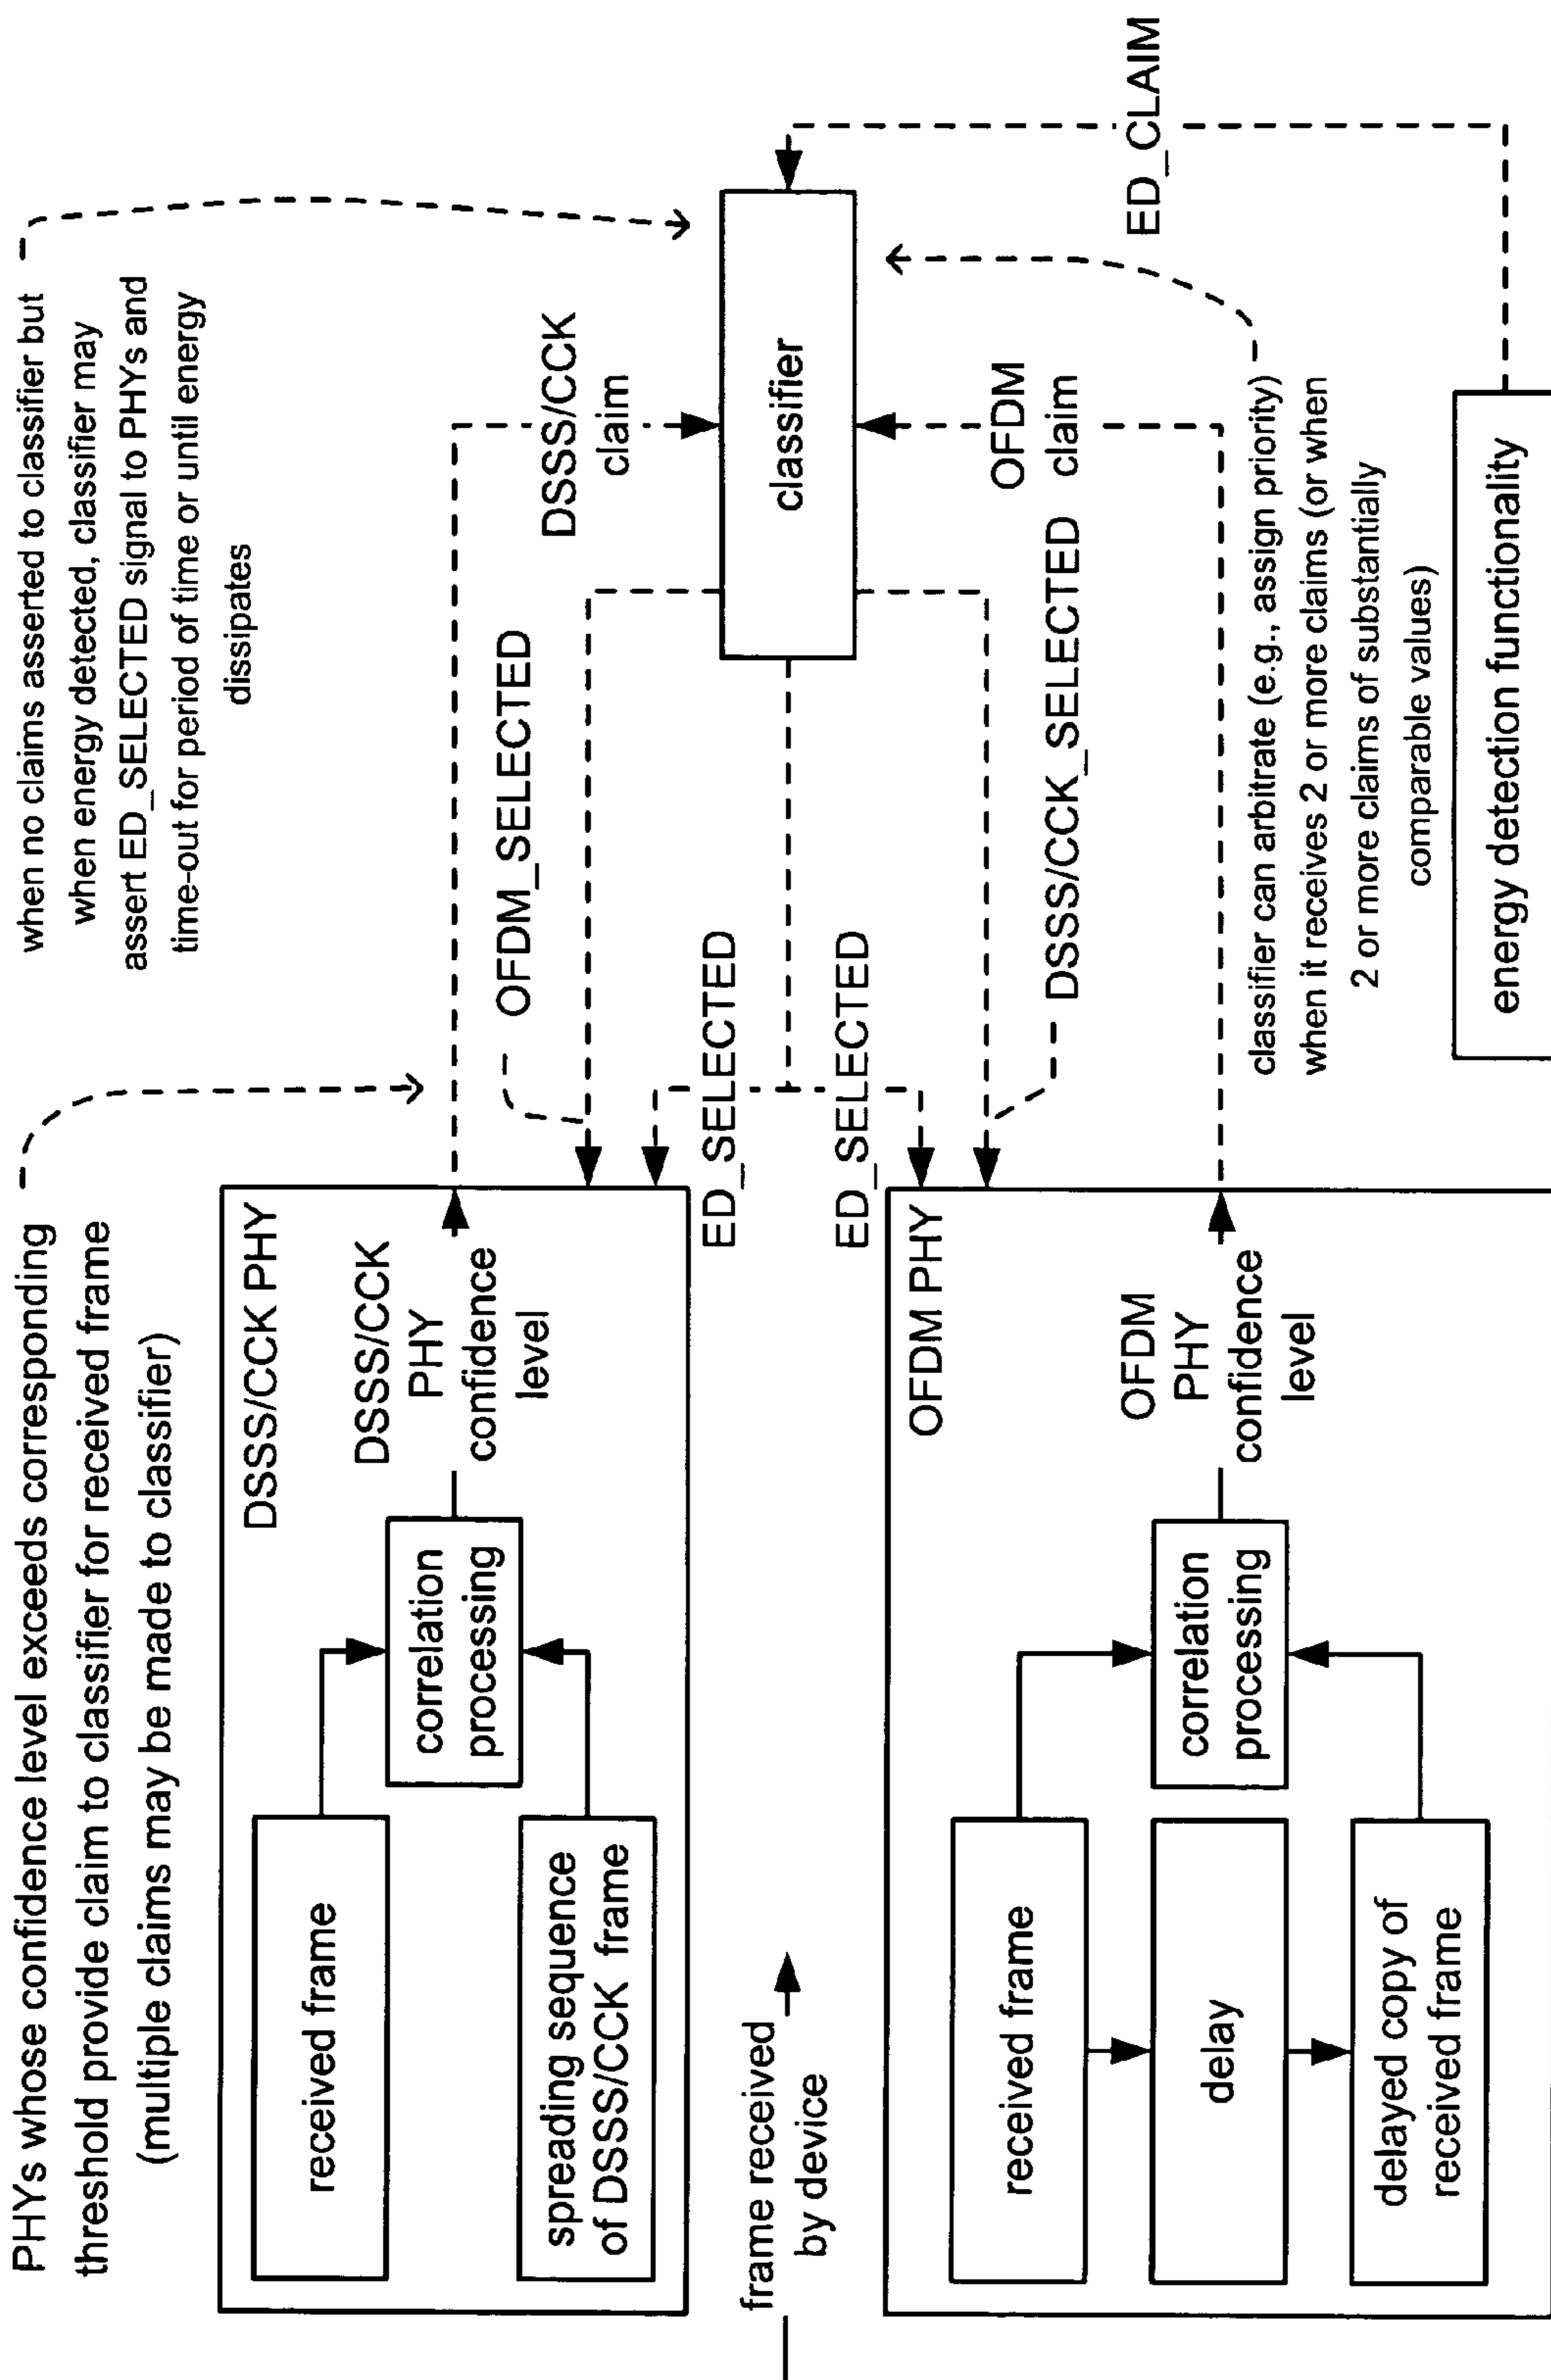 PHYs whose confidence level exceeds corresponding
threshold provide claim to classifier for received frame
(multiple claims may be made to classifier)
when no claims asserted to classifier but
when energy detected, classifier may
assert ED_SELECTED signal to PHYs and
time-out for period of time or until energy
dissipates
DSSS/CCK PHY
received frame
spreading sequence
of DSSS/CCK frame
correlation
processing
DSSS/CCK
PHY
confidence
level
DSSS/CCK
claim
OFDM_SELECTED
ED_SELECTED
frame received
by device
classifier
ED_SELECTED
DSSS/CCK_SELECTED
OFDM
claim
ED_CLAIM
OFDM PHY
received frame
delay
delayed copy of
received frame
correlation
processing
OFDM
PHY
confidence
level
classifier can arbitrate (e.g., assign priority)
when it receives 2 or more claims (or when
2 or more claims of substantially
comparable values)
energy detection functionality